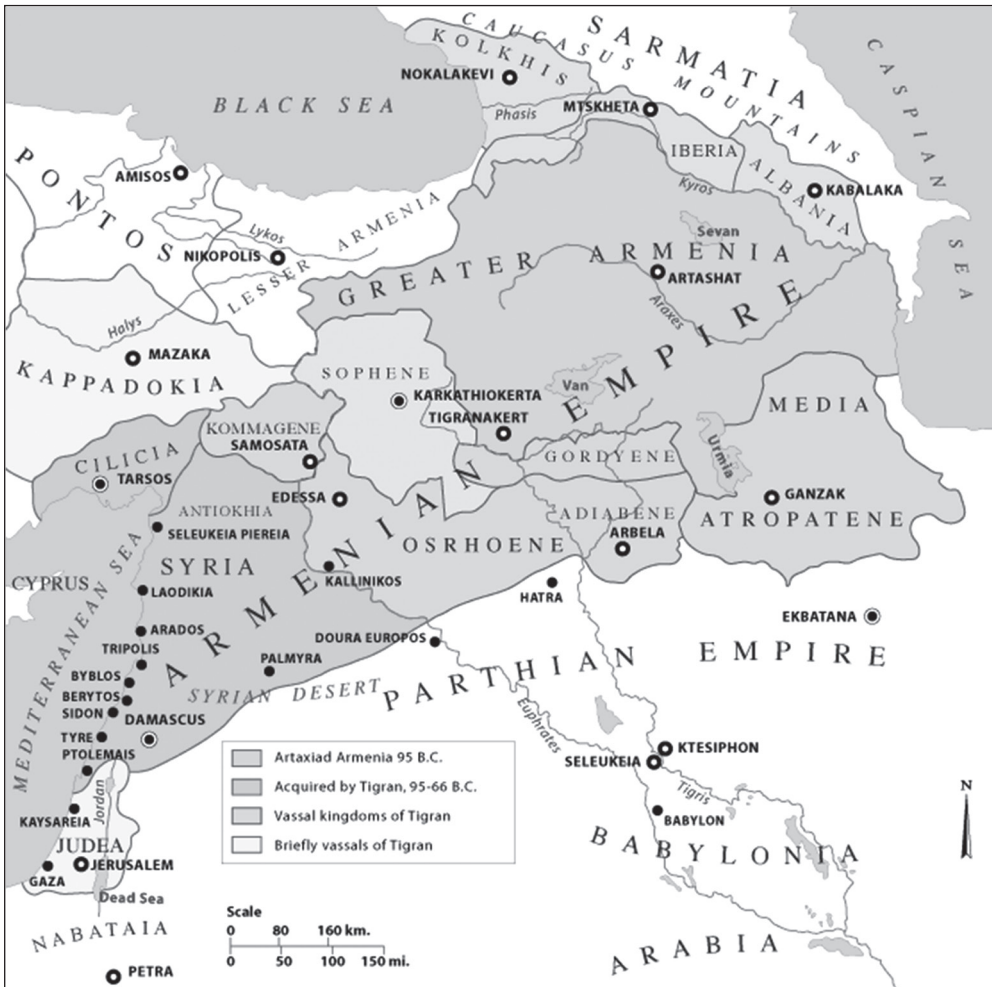 CAUCASUS MOUNTAINS
SARMATIA
KOLKHIS
NOKALAKEVI
CASPIAN SEA
BLACK SEA
MTSKHETA
Phasis
PONTOS
AMISOS
IBERIA
ALBANIA
KABALAKA
Kyros
Lykos
NIKOPOLIS
LESSER ARMENIA
Sevan
GREATER ARMENIA
ARTASHAT
Araxes
Halys
MAZAKA
KAPPADOKIA
SOPHENE
KARKATHIOKERTA
TIGRANAKERT
Van
ARMENIAN EMPIRE
MEDIA
KOMMAGENE
SAMOSATA
GORDYENE
Urmia
CILICIA
TARSOS
EDESSA
GANZAK
ATROPATENE
ANTIOKHIA
SELEUKEIA PIEREIA
ADIABENE
ARBELA
OSRHOENE
SYRIA
KALLINIKOS
CYPRUS
LAODIKIA
HATRA
MEDITERRANEAN SEA
ARADOS
EKBATANA
TRIPOLIS
DOURA EUROPOS
PARTHIAN EMPIRE
PALMYRA
BYBLOS
SYRIAN DESERT
BERYTOS
SIDON
DAMASCUS
Euphrates
TYRE
PTOLEMAIS
KTESIPHON
SELEUKEIA
Tigris
Artaxiad Armenia 95 B.C.
Acquired by Tigran, 95-66 B.C.
Vassal kingdoms of Tigran
Briefly vassals of Tigran
Jordan
KAYSAREIA
BABYLON
N
JUDEA
JERUSALEM
BABYLONIA
GAZA
Dead Sea
Scale
0 80 160 km.
0 50 100 150 mi.
NABATAIA
ARABIA
PETRA